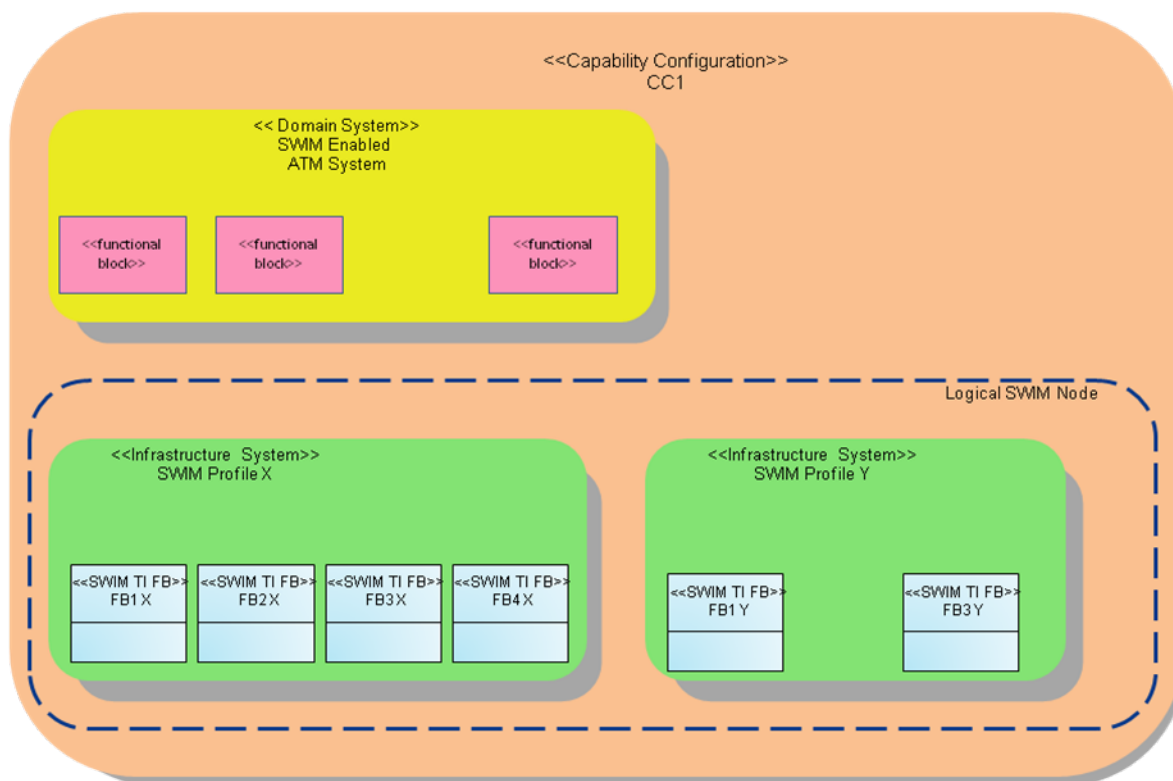 <<Capability Configuration>>
CC1
<< Domain System>>
SWIM Enabled
ATM System
<<functional
block>>
<<functional
block>>
<<functional
block>>
Logical SWIM Node
<<Infrastructure System>>
SWIM Profile X
<<Infrastructure System>>
SWIM Profile Y
<<SWIM TI FB>>
FB1 X
<<SWIM TI FB>>
FB2 X
<<SWIM TI FB>>
FB3 X
<<SWIM TI FB>>
FB4 X
<<SWIM TI FB>>
FB1 Y
<<SWIM TI FB>>
FB3 Y